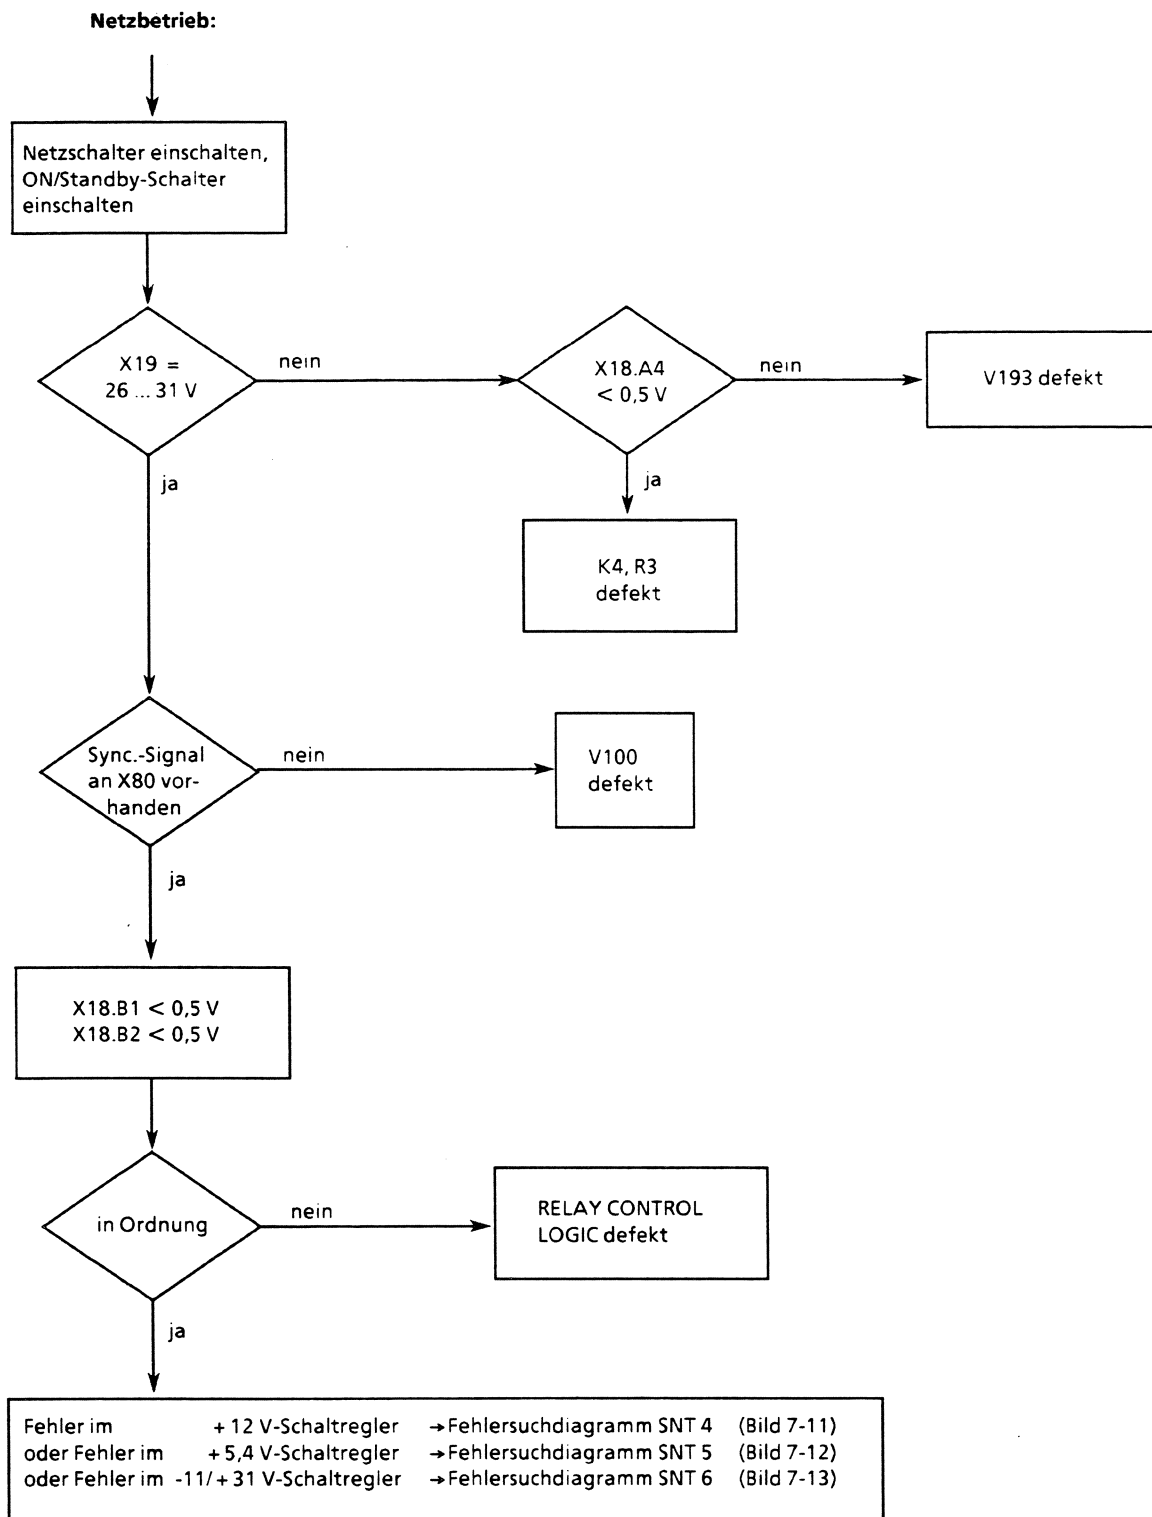 Netzbetrieb:
Netzschalter einschalten,
ON/Standby-Schalter
einschalten
X19 =
26 ... 31 V
nein
X18.A4
< 0,5 V
nein
V193 defekt
ja
ja
K4, R3
defekt
Sync.-Signal
an X80 vor-
handen
nein
V100
defekt
ja
X18.B1 < 0,5 V
X18.B2 < 0,5 V
in Ordnung
nein
RELAY CONTROL
LOGIC defekt
ja
Fehler im + 12 V-Schaltregler → Fehlersuchdiagramm SNT 4 (Bild 7-11)
oder Fehler im + 5,4 V-Schaltregler → Fehlersuchdiagramm SNT 5 (Bild 7-12)
oder Fehler im -11/+ 31 V-Schaltregler → Fehlersuchdiagramm SNT 6 (Bild 7-13)